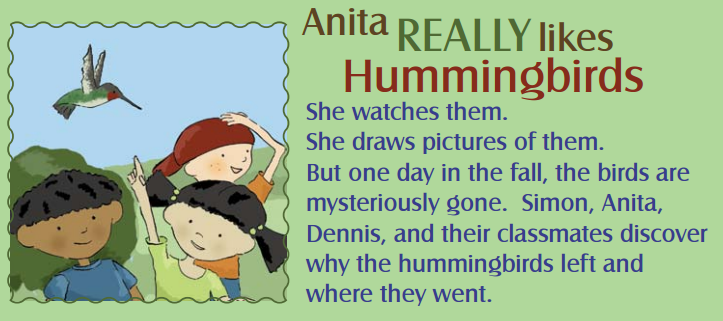 Anita REALLY likes
Hummingbirds
She watches them.
She draws pictures of them.
But one day in the fall, the birds are
mysteriously gone.  Simon, Anita,
Dennis, and their classmates discover
why the hummingbirds left and
where they went.